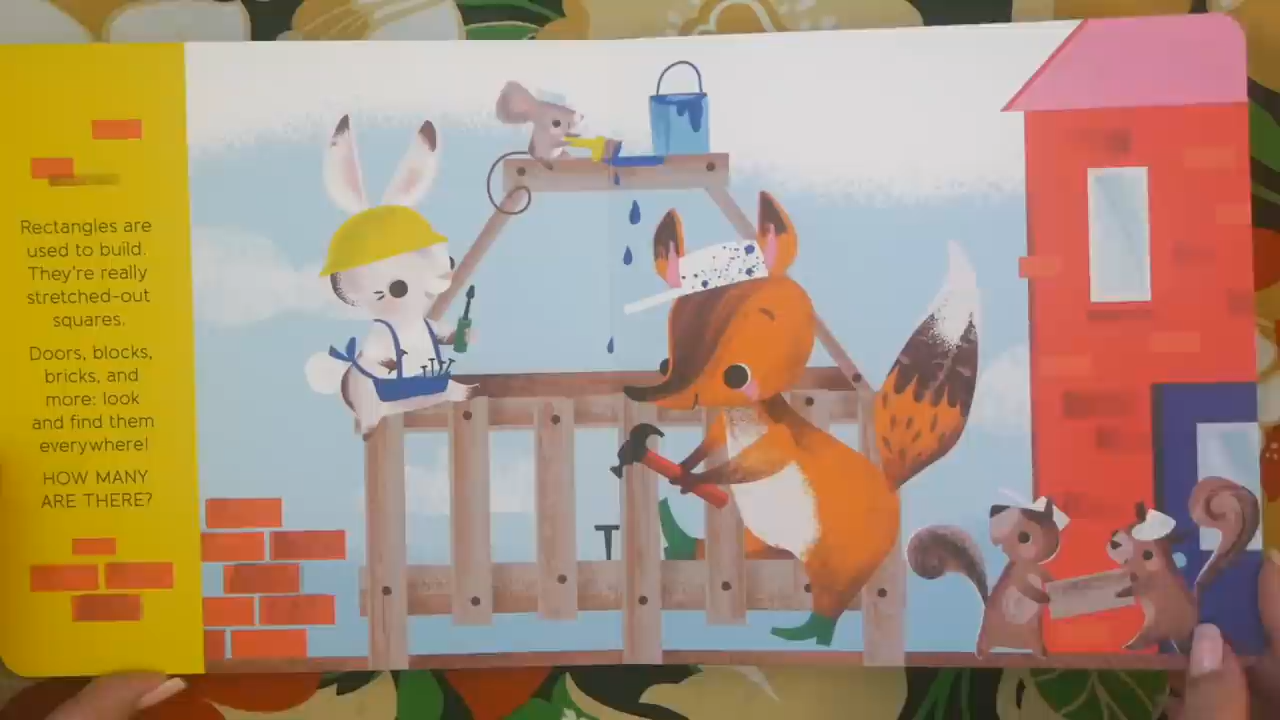 Rectangles are
used to build.
They're really
stretched-out
squares.
Doors, blocks,
bricks, and
more: look
and find them
everywhere!
HOW MANY
ARE THERE?